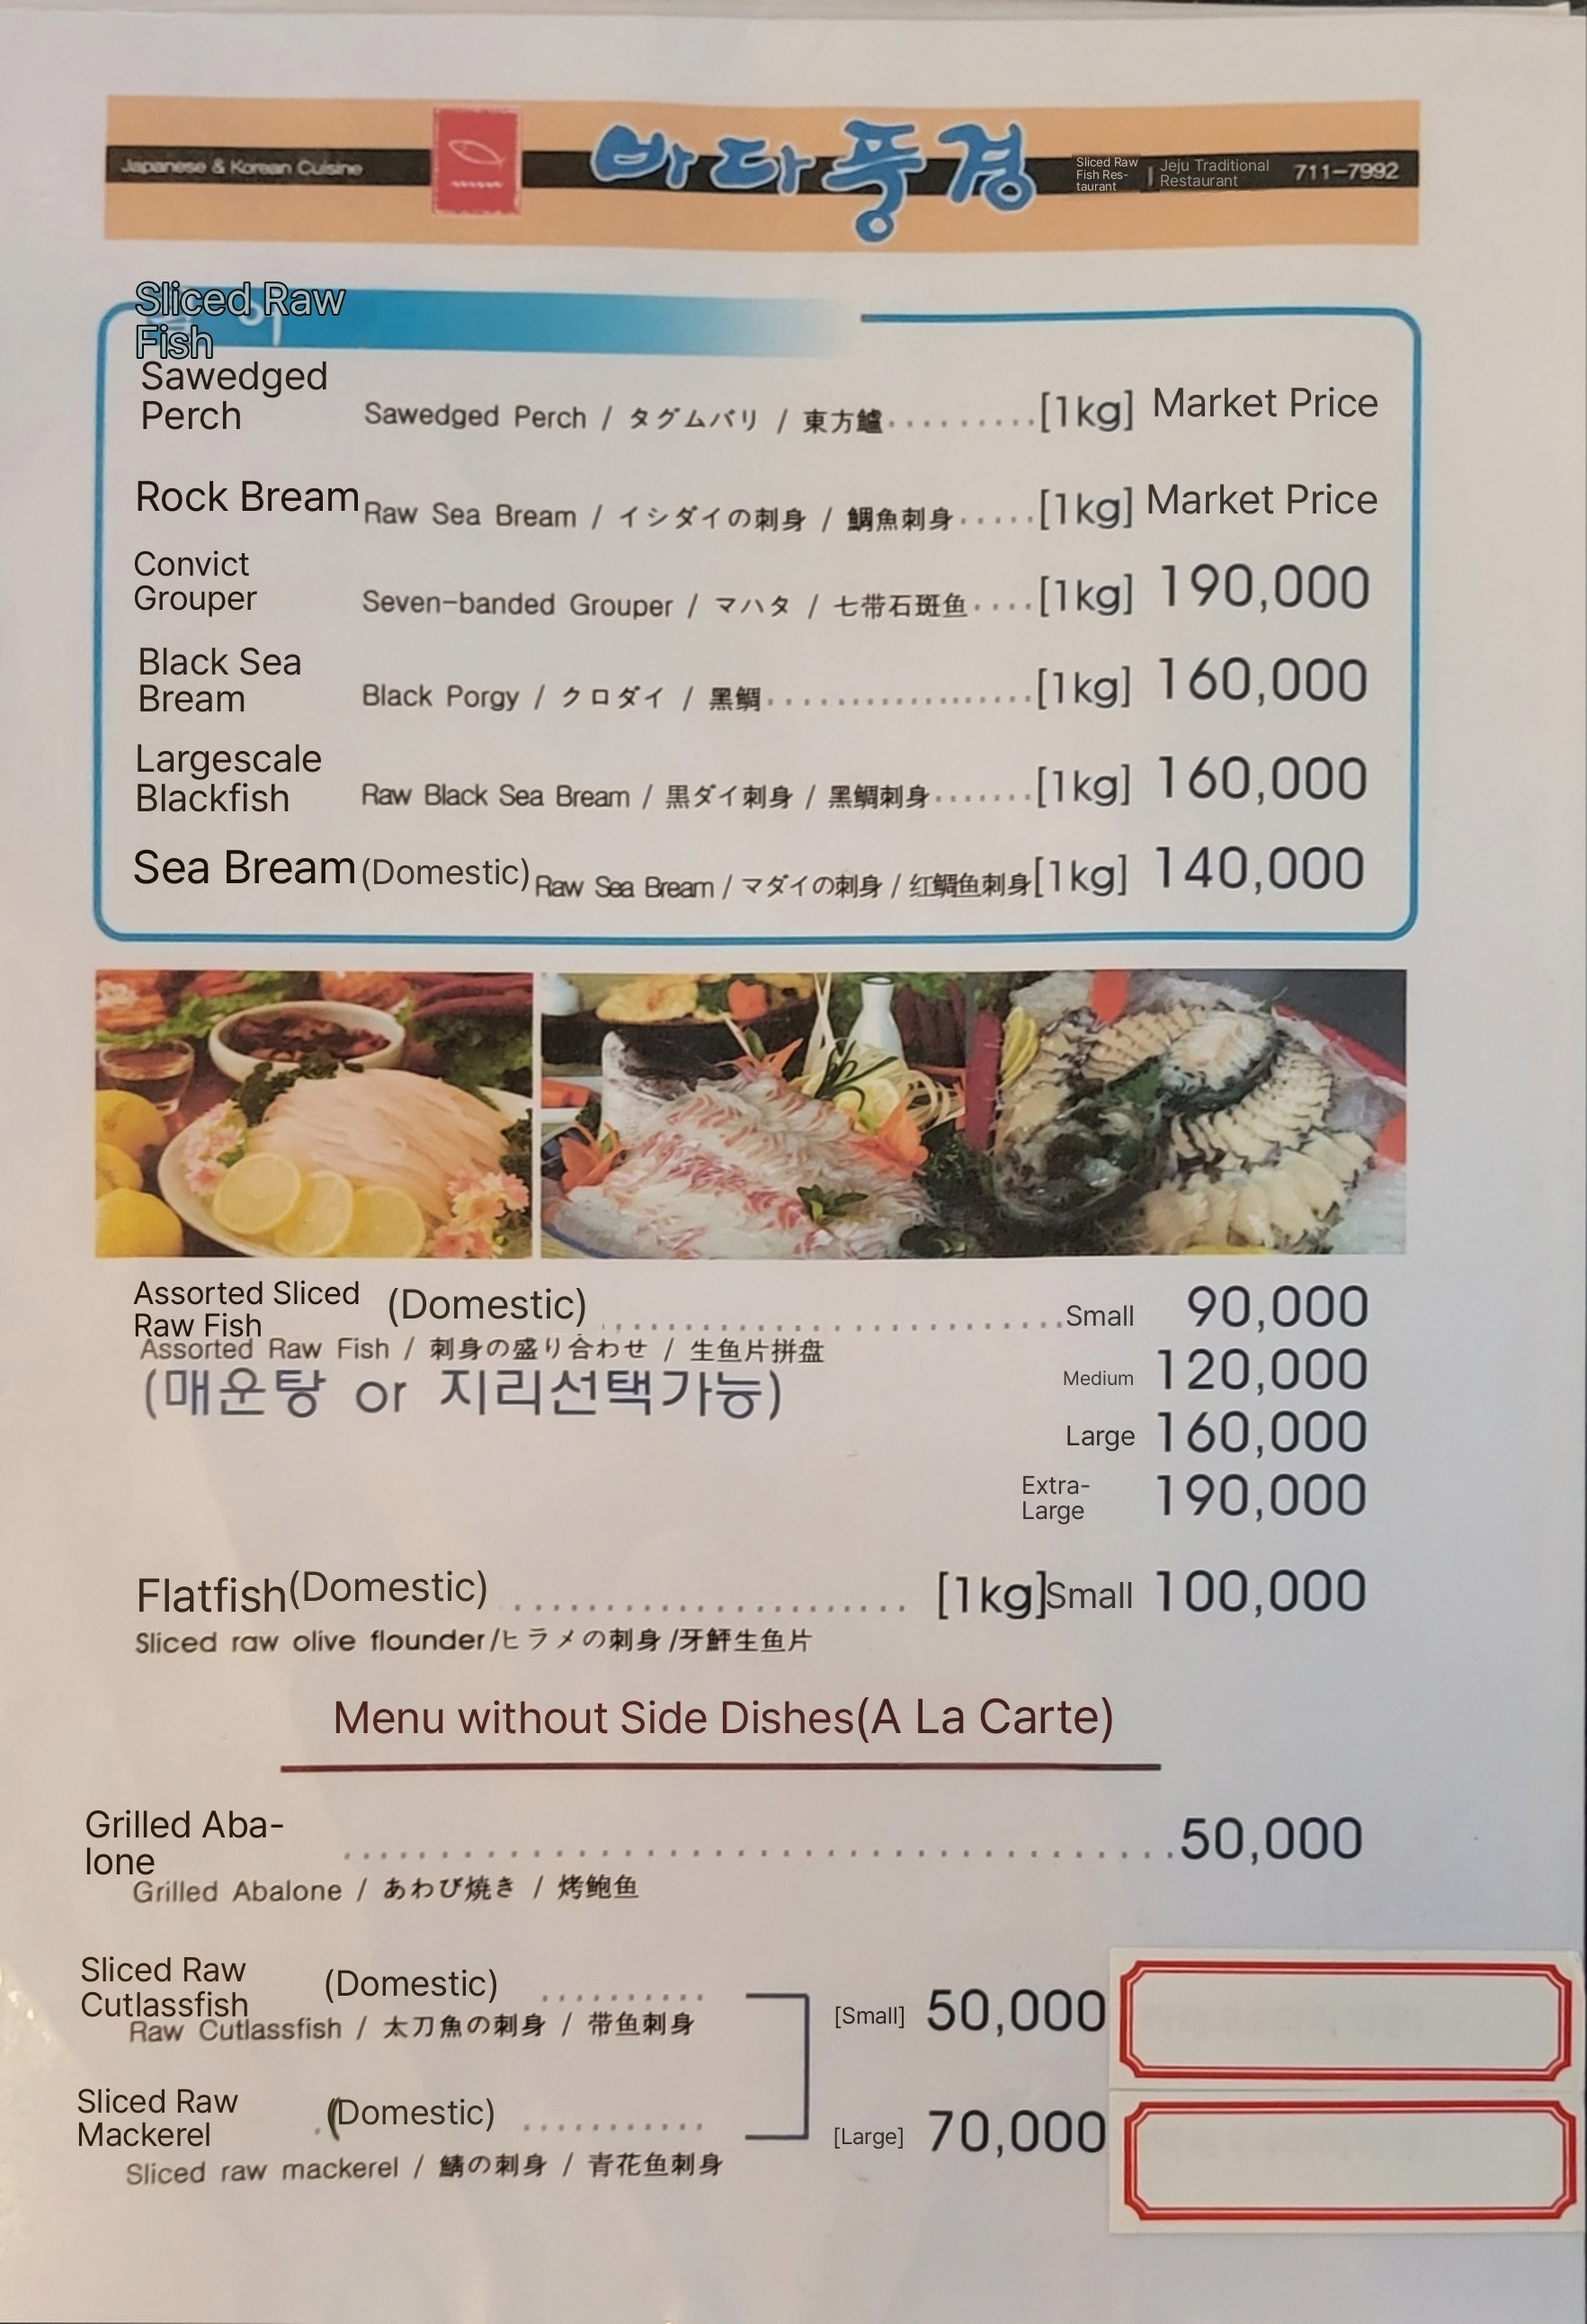 Japanese & Korean Cuisine
바다풍경
Sliced Raw
Fish Res-
taurant
Jeju Traditional
Restaurant
711-7992
Sliced Raw
Fish
Sawedged
Perch
Sawedged Perch / タグムバリ / 東方鱸.........[1kg] Market Price
Rock Bream Raw Sea Bream / イシダイの刺身 / 鯛魚刺身.....[1kg] Market Price
Convict
Grouper
Seven-banded Grouper / マハタ / 七带石斑鱼....[1kg] 190,000
Black Sea
Bream
Black Porgy / クロダイ / 黑鲷................[1kg] 160,000
Largescale
Blackfish
Raw Black Sea Bream / 黒ダイ刺身 / 黑鲷刺身.......[1kg] 160,000
Sea Bream (Domestic) Raw Sea Bream / マダイの刺身 / 红鲷鱼刺身 [1kg] 140,000
Assorted Sliced
Raw Fish
(Domestic) ........................... Small 90,000
Assorted Raw Fish / 刺身の盛り合わせ / 生鱼片拼盘
Medium 120,000
(매운탕 or 지리선택가능)
Large 160,000
Extra-
Large
190,000
Flatfish(Domestic) ...................... [1kg]Small 100,000
Sliced raw olive flounder/ヒラメの刺身/牙鮃生鱼片
Menu without Side Dishes(A La Carte)
Grilled Aba-
lone
...................................50,000
Grilled Abalone / あわび焼き / 烤鲍鱼
Sliced Raw
Cutlassfish
(Domestic) .......... [Small] 50,000
Raw Cutlassfish / 太刀魚の刺身 / 带鱼刺身
Sliced Raw
Mackerel
(Domestic) ........... [Large] 70,000
Sliced raw mackerel / 鯖の刺身 / 青花鱼刺身